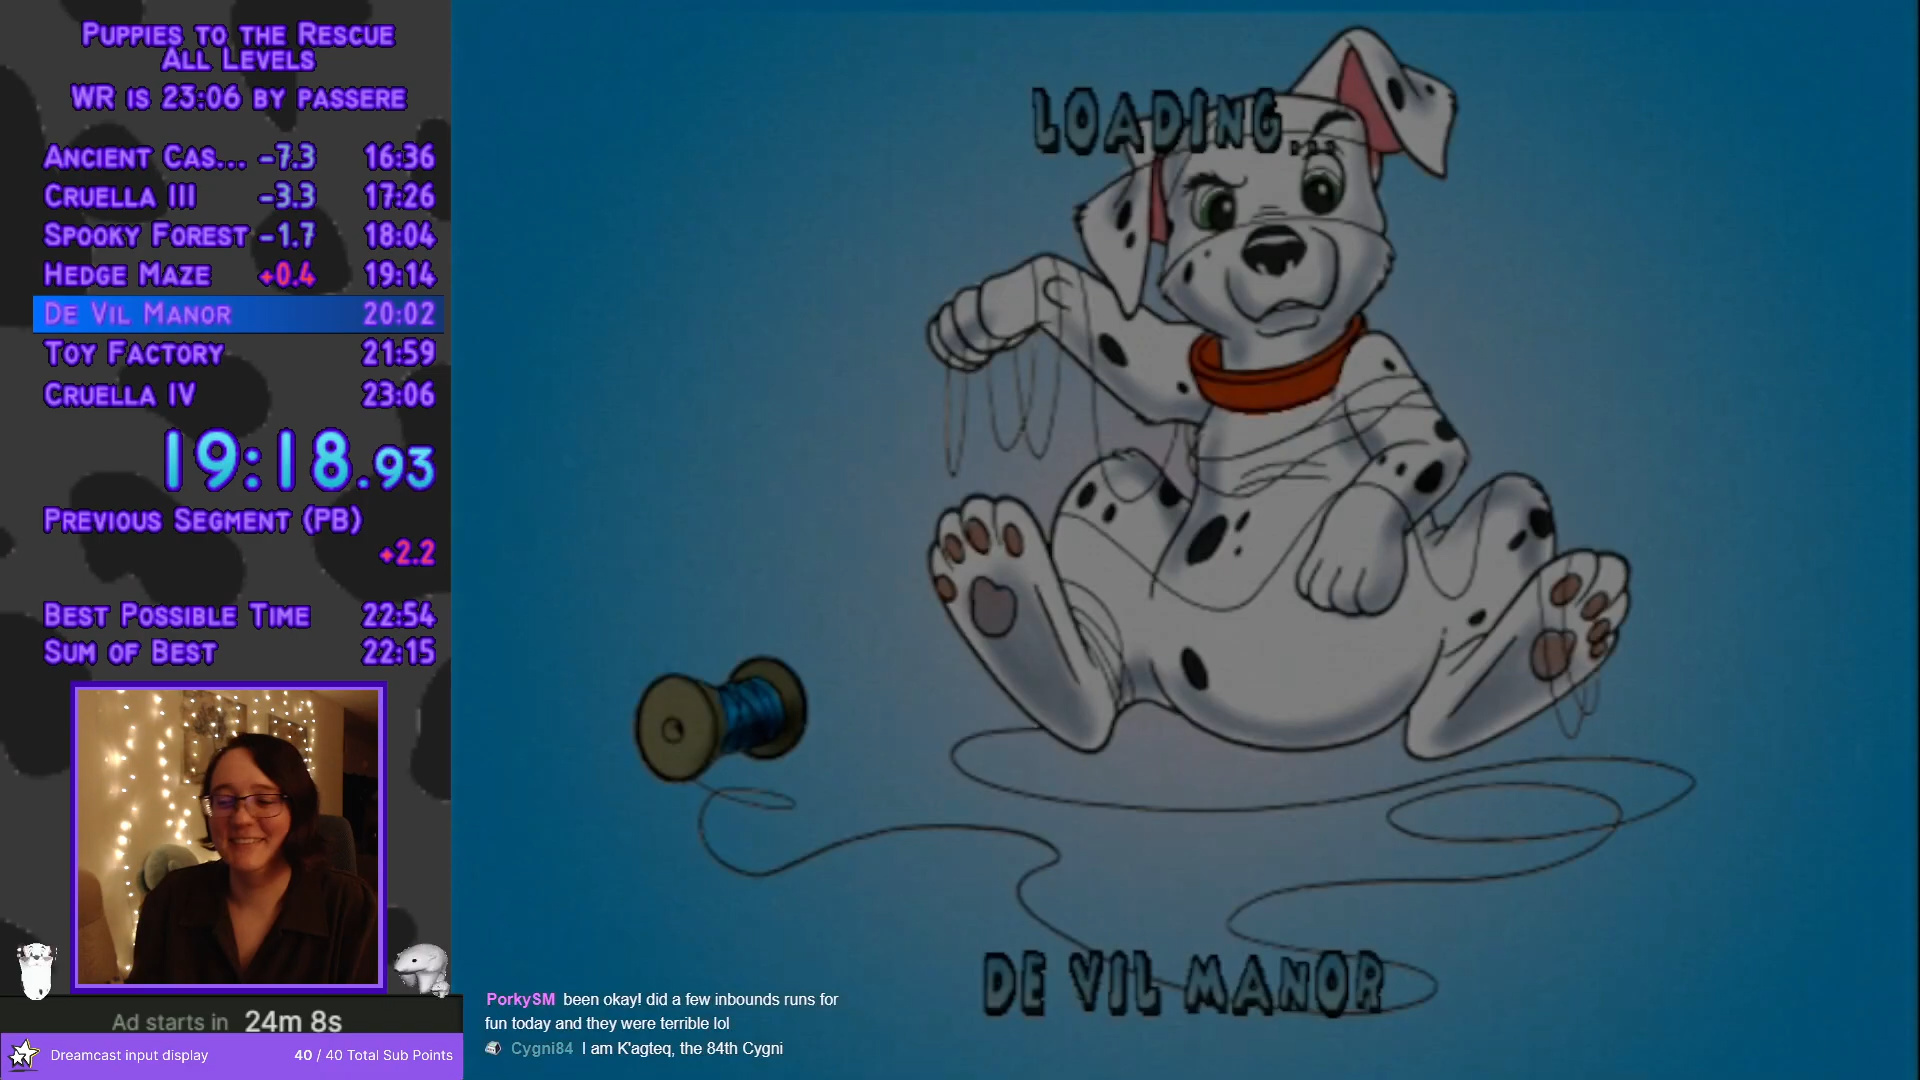 PUPPIES TO THE RESCUE
ALL LEVELS
WR IS 23:06 BY PASSERE
ANCIENT CAS... -7.3 16:36
CRUELLA III -3.3 17:26
SPOOKY FOREST -1.7 18:04
HEDGE MAZE +0.4 19:14
DE VIL MANOR 20:02
TOY FACTORY 21:59
CRUELLA IV 23:06
19:18.93
PREVIOUS SEGMENT (PB)
+2.2
BEST POSSIBLE TIME 22:54
SUM OF BEST 22:15
Ad starts in 24m 8s
Dreamcast input display 40 / 40 Total Sub Points
LOADING...
DE VIL MANOR
PorkySM been okay! did a few inbounds runs for
fun today and they were terrible lol
Cygni84 I am K'agteq, the 84th Cygni